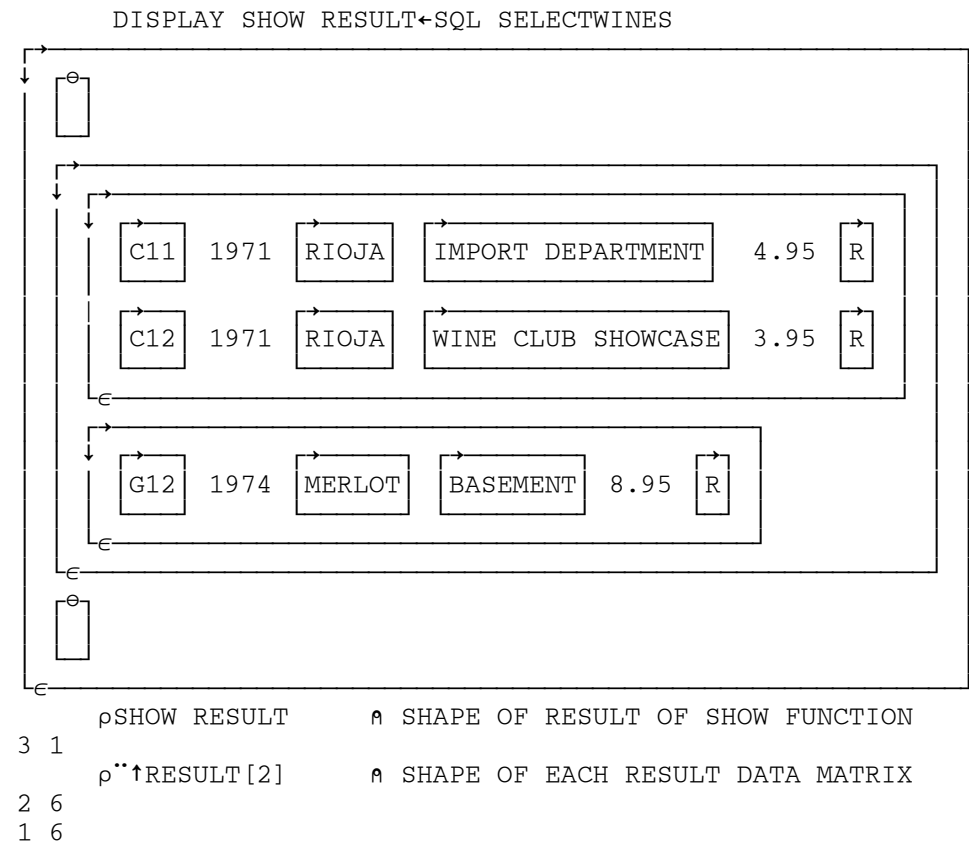 DISPLAY SHOW RESULT←SQL SELECTWINES
C11 1971 RIOJA IMPORT DEPARTMENT 4.95 R
C12 1971 RIOJA WINE CLUB SHOWCASE 3.95 R
G12 1974 MERLOT BASEMENT 8.95 R
⍴SHOW RESULT ⍝ SHAPE OF RESULT OF SHOW FUNCTION
3 1
⍴¨↑RESULT[2] ⍝ SHAPE OF EACH RESULT DATA MATRIX
2 6
1 6